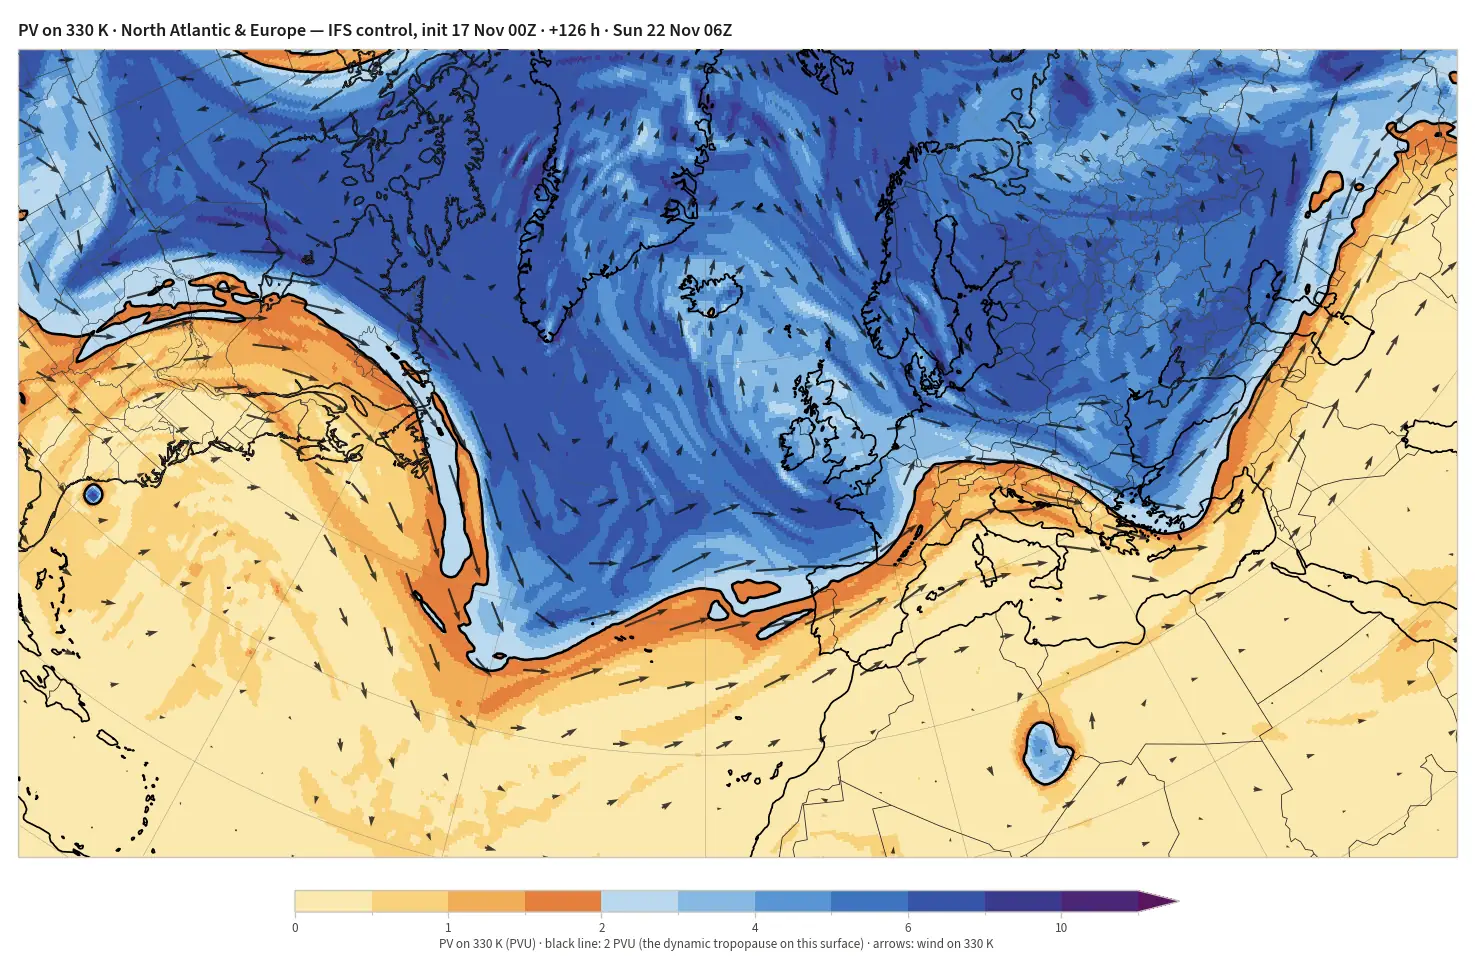 PV on 330 K · North Atlantic & Europe — IFS control, init 17 Nov 00Z · +126 h · Sun 22 Nov 06Z
0 1 2 4 6 10
PV on 330 K (PVU) · black line: 2 PVU (the dynamic tropopause on this surface) · arrows: wind on 330 K